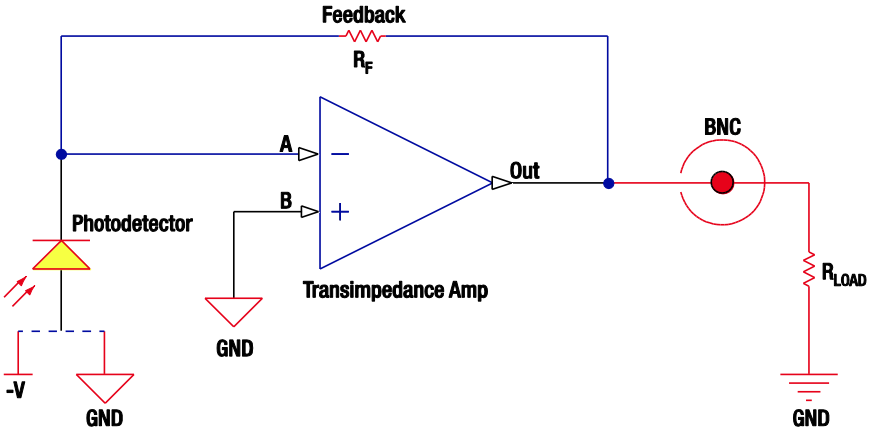 Feedback
RF
A
−
BNC
Out
B
+
Photodetector
RLOAD
Transimpedance Amp
GND
-V
GND
GND